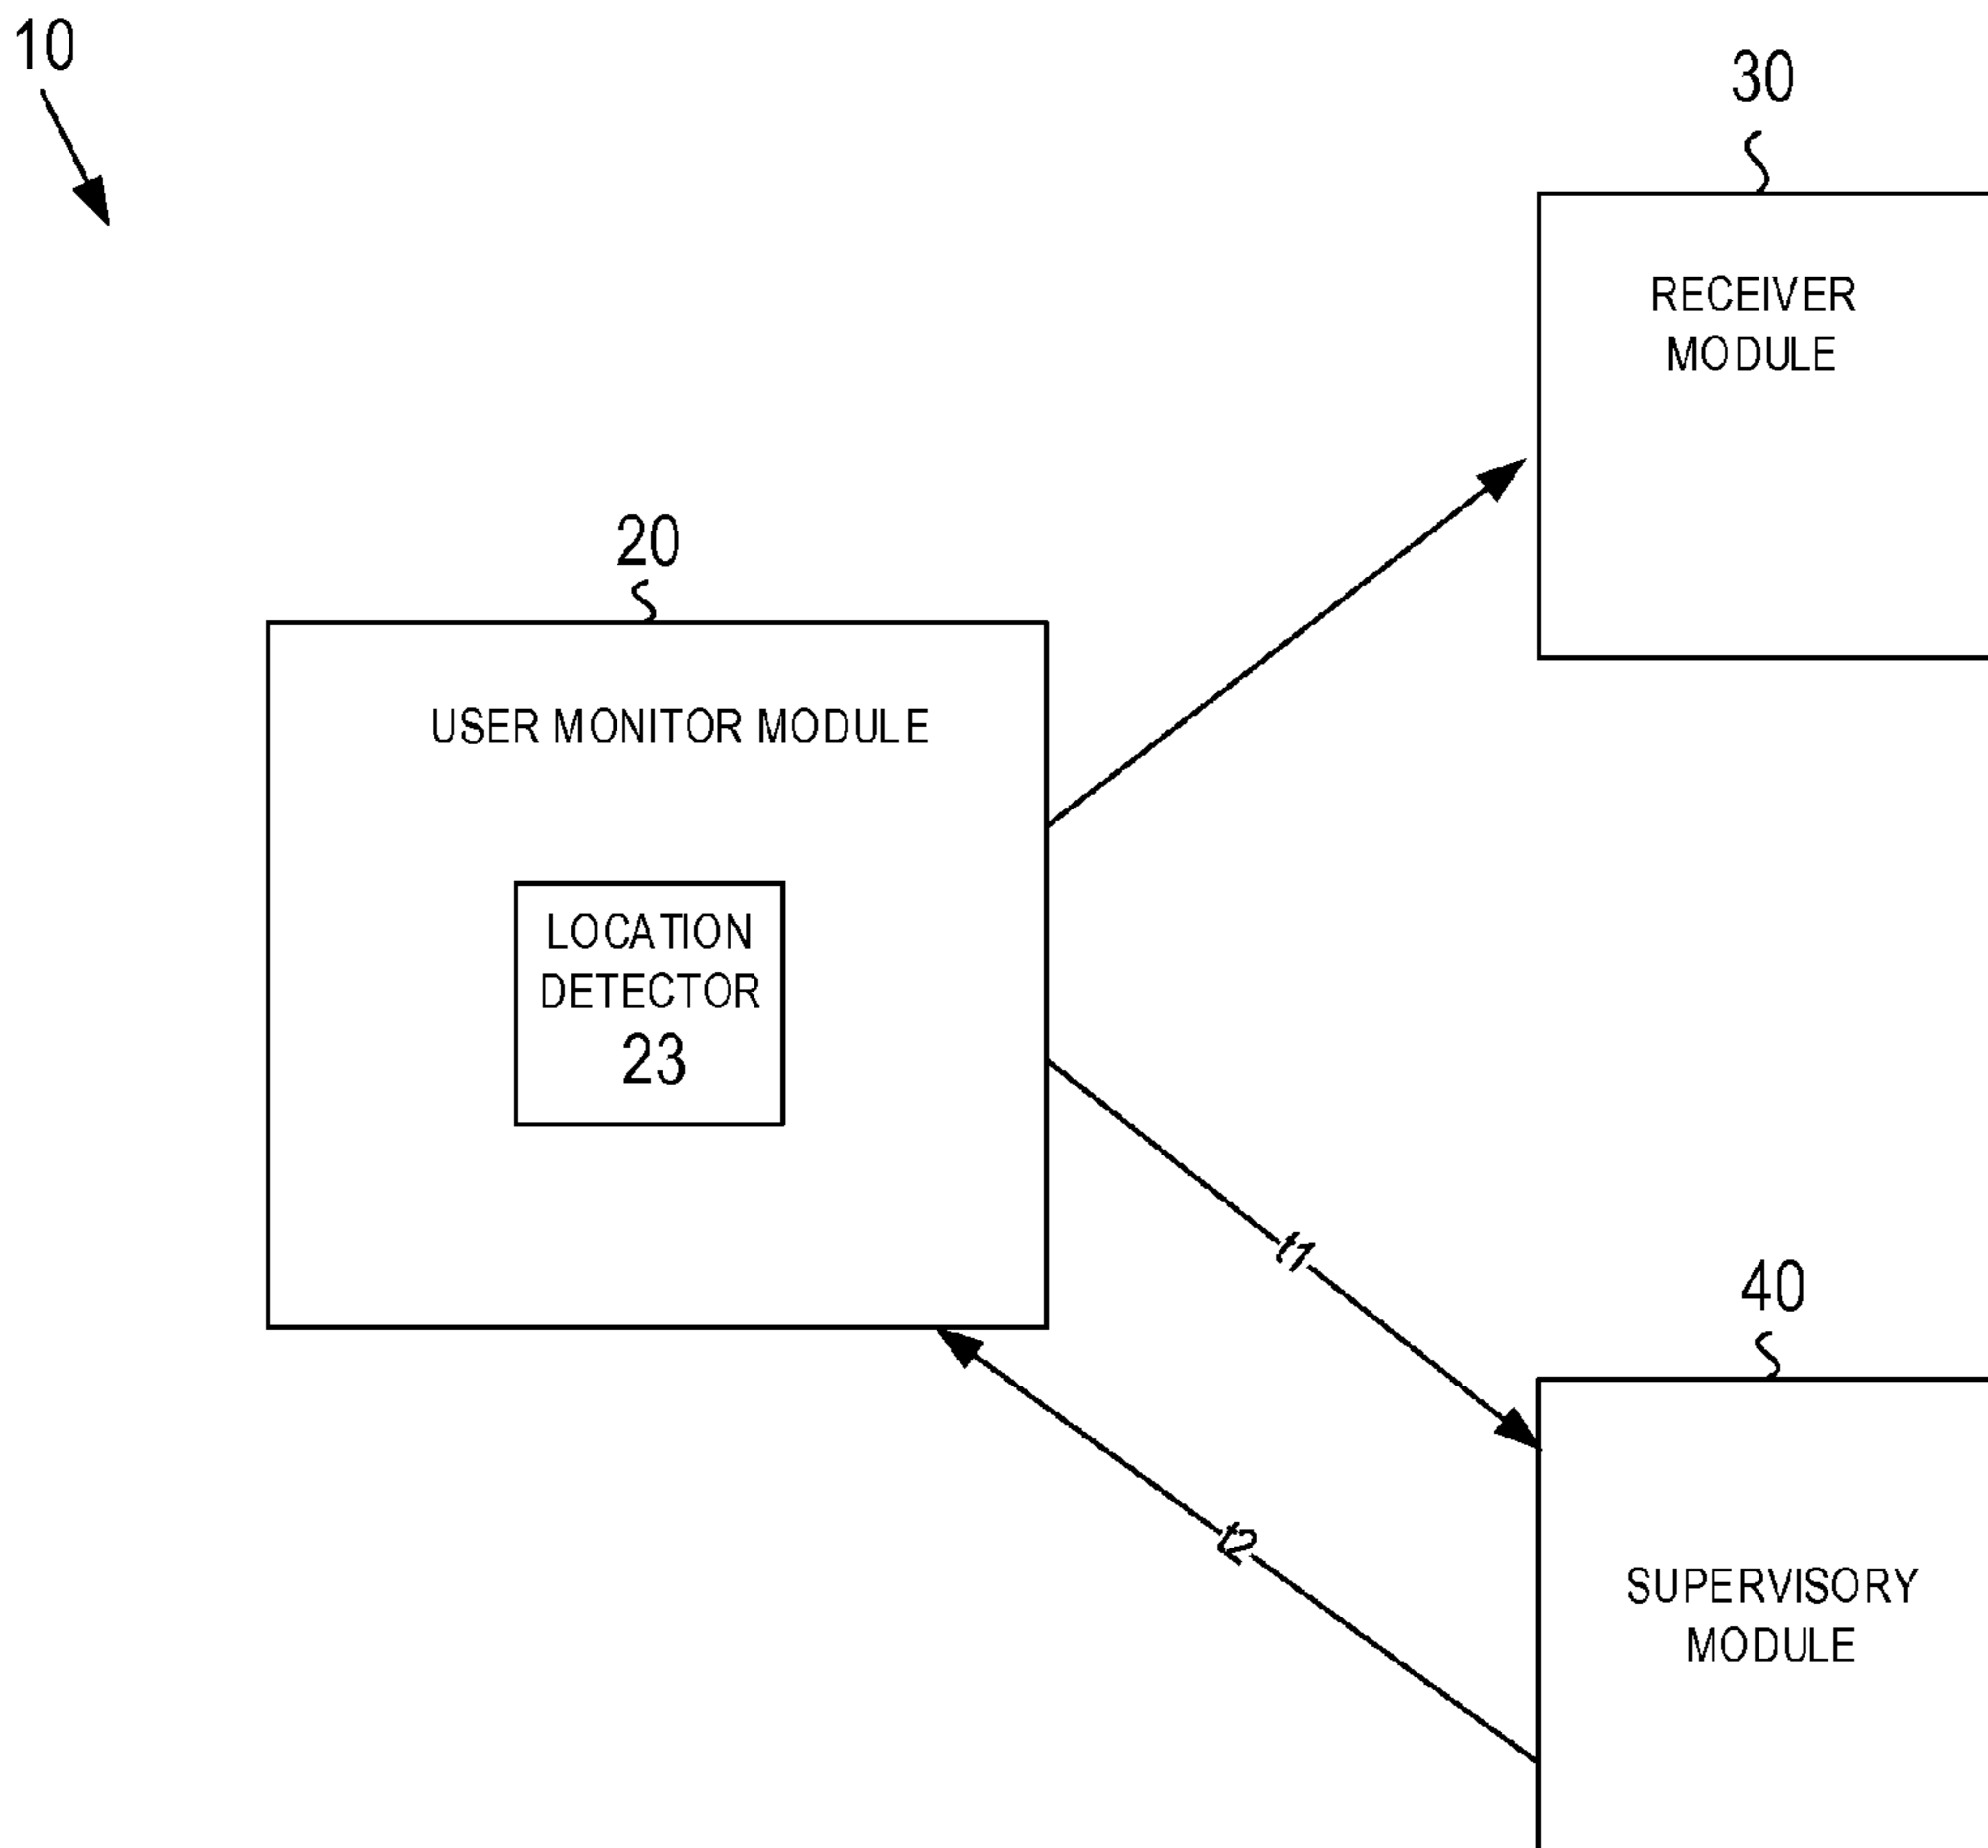 10
30
RECEIVER
MODULE
20
USER MONITOR MODULE
LOCATION
DETECTOR
23
t1
40
t2
SUPERVISORY
MODULE